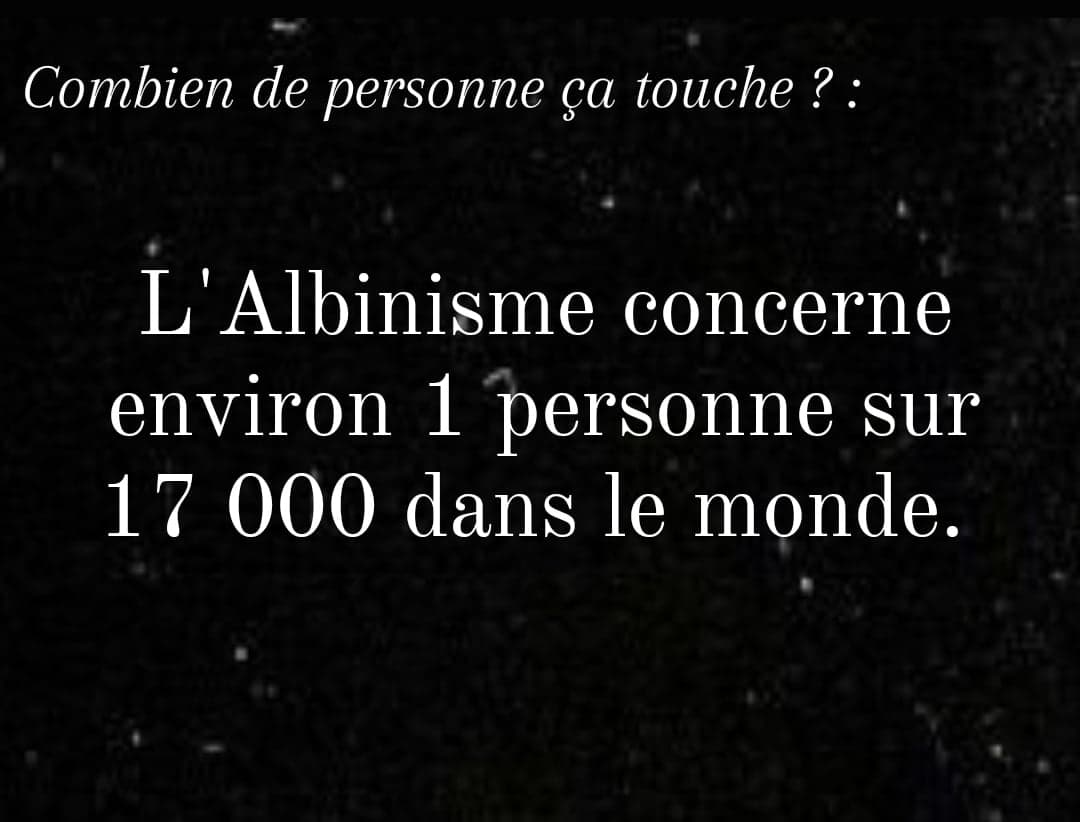 Combien de personne ça touche ? :
L'Albinisme concerne
environ 1 personne sur
17 000 dans le monde.